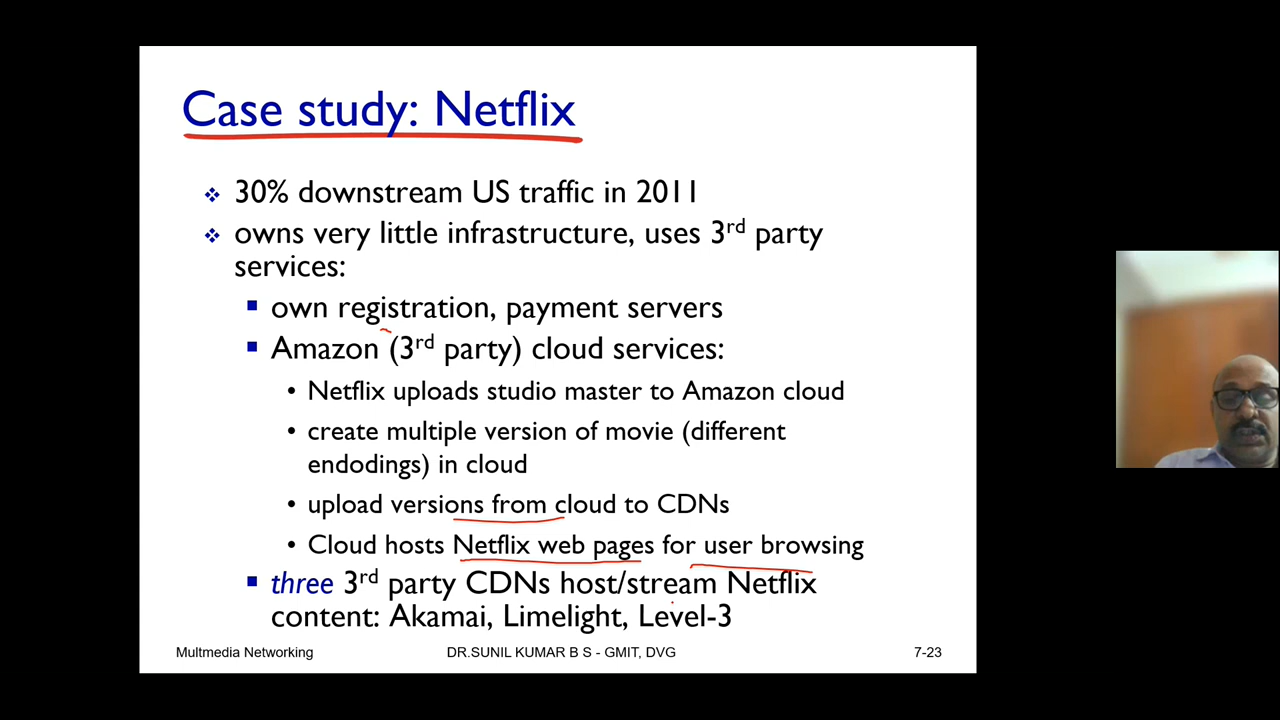 Case study: Netflix
❖ 30% downstream US traffic in 2011
❖ owns very little infrastructure, uses 3rd party
services:
▪ own registration, payment servers
▪ Amazon (3rd party) cloud services:
• Netflix uploads studio master to Amazon cloud
• create multiple version of movie (different
endodings) in cloud
• upload versions from cloud to CDNs
• Cloud hosts Netflix web pages for user browsing
▪ three 3rd party CDNs host/stream Netflix
content: Akamai, Limelight, Level-3
Multmedia Networking DR.SUNIL KUMAR B S - GMIT, DVG 7-23